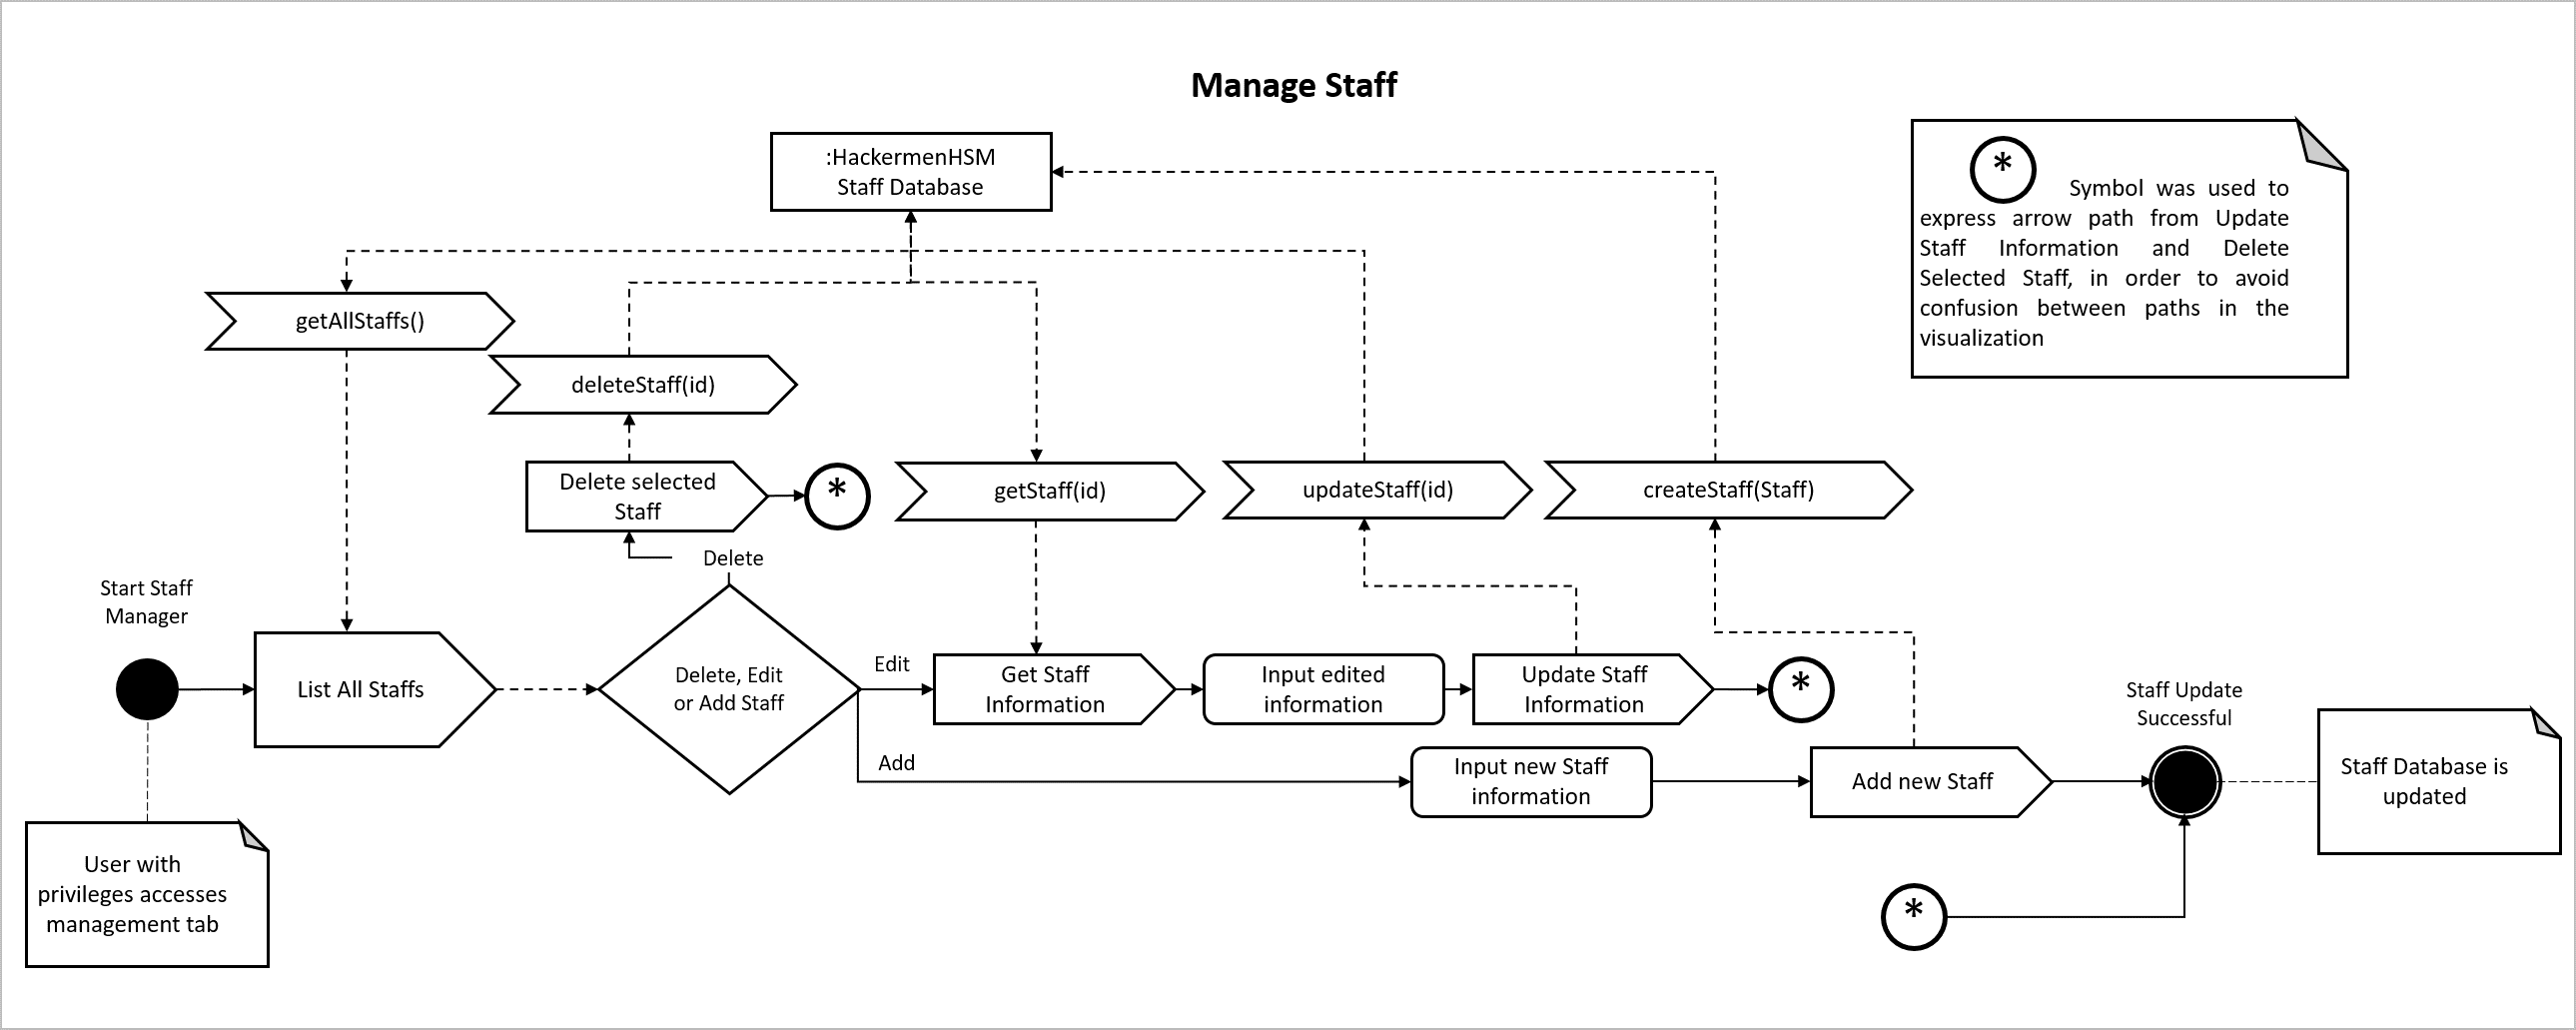 Manage Staff
:HackermenHSM
Staff Database
*
Symbol was used to
express arrow path from Update
Staff Information and Delete
Selected Staff, in order to avoid
confusion between paths in the
visualization
getAllStaffs()
deleteStaff(id)
Delete selected
Staff
*
getStaff(id)
updateStaff(id)
createStaff(Staff)
Delete
Start Staff
Manager
List All Staffs
Delete, Edit
or Add Staff
Edit
Get Staff
Information
Input edited
information
Update Staff
Information
*
Add
Input new Staff
information
Add new Staff
Staff Update
Successful
Staff Database is
updated
User with
privileges accesses
management tab
*